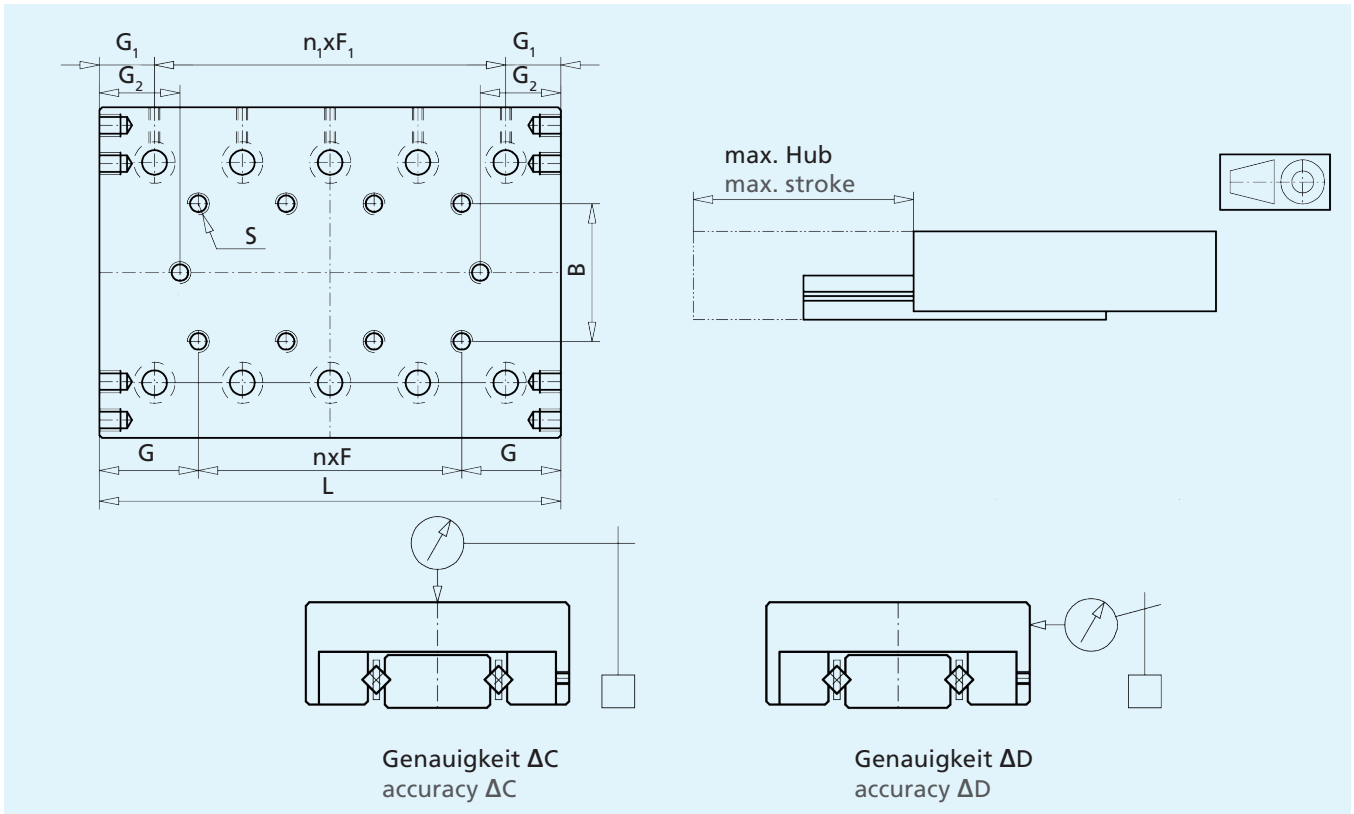 G₁ n₁xF₁ G₁
G₂ G₂
S
B
G nxF G
L
max. Hub
max. stroke
Genauigkeit ΔC
accuracy ΔC
Genauigkeit ΔD
accuracy ΔD